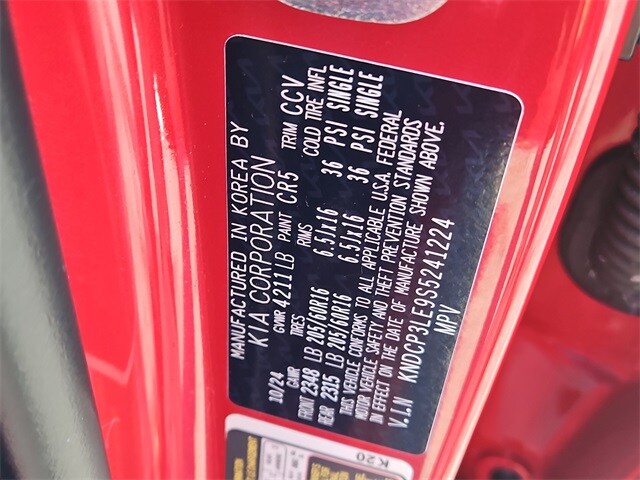 MANUFACTURED IN KOREA BY
KIA CORPORATION
10/24 GVWR 4211 LB PAINT CR5 TRIM CCV
GAWR TIRES RIMS COLD TIRE INFL
FRONT 2348 LB 205/60R16 6.5Jx16 36 PSI SINGLE
REAR 2315 LB 205/60R16 6.5Jx16 36 PSI SINGLE
THIS VEHICLE CONFORMS TO ALL APPLICABLE U.S.A. FEDERAL
MOTOR VEHICLE SAFETY AND THEFT PREVENTION STANDARDS
IN EFFECT ON THE DATE OF MANUFACTURE SHOWN ABOVE.
V.I.N KNDCP3LE9S5241224
MPV
K20